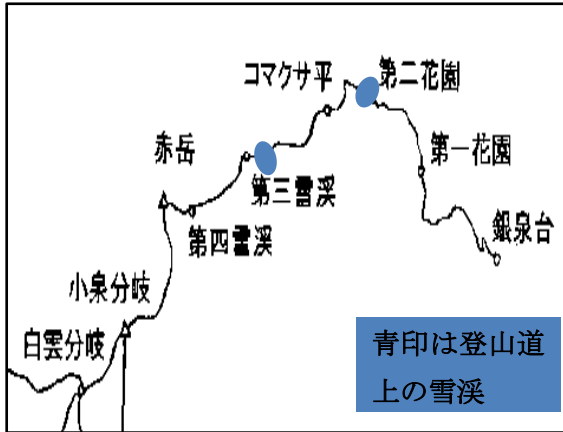 コマクサ平
第二花園
赤岳
第一花園
第三雪渓
第四雪渓
銀泉台
小泉分岐
白雲分岐
青印は登山道
上の雪渓